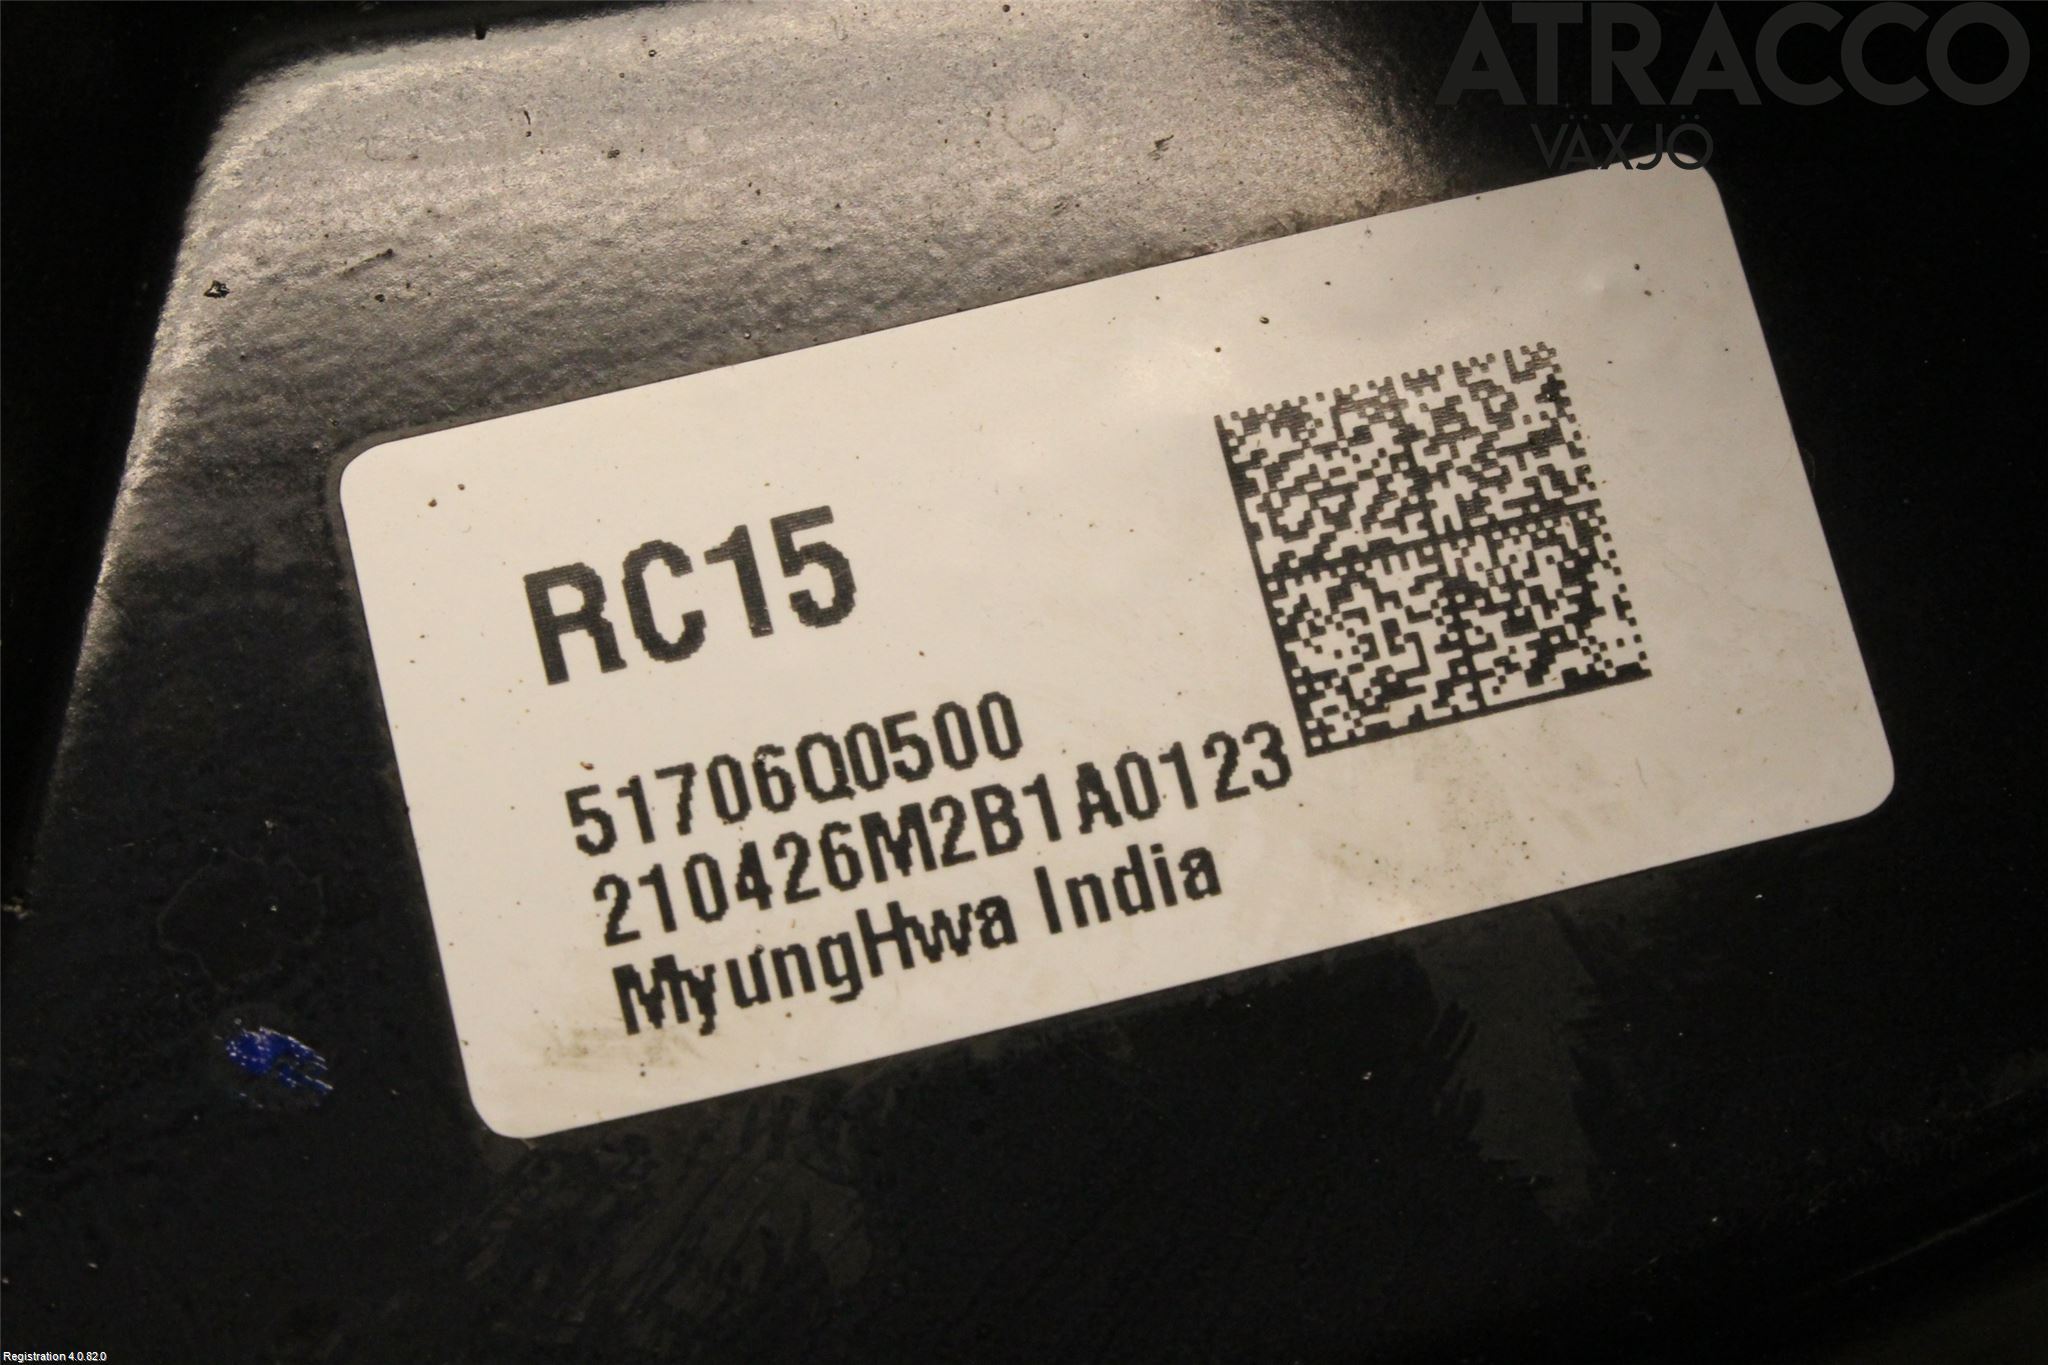 ATRACCO
VÄXJÖ
RC15
51706Q0500
210426M2B1A0123
MyungHwa India
Registration 4.0.82.0